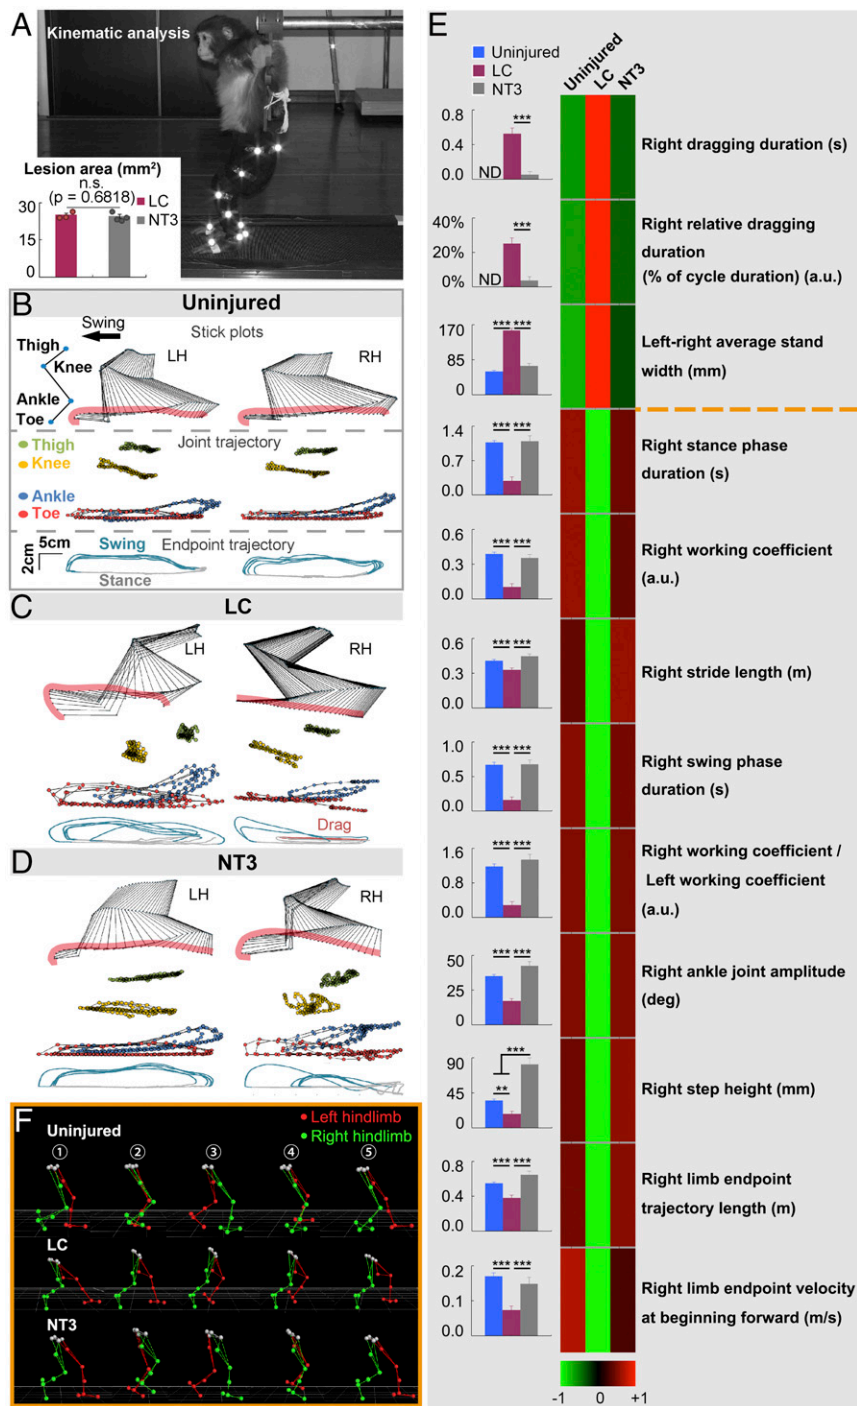 A
Kinematic analysis
Lesion area (mm²)
n.s.
(p = 0.6818)
LC
NT3
30
15
0
B
Uninjured
Swing
Stick plots
Thigh
Knee
Ankle
Toe
LH
RH
Thigh
Knee
Joint trajectory
Ankle
Toe
5cm
2cm
Swing
Endpoint trajectory
Stance
C
LC
LH
RH
Drag
D
NT3
LH
RH
F
Uninjured
Left hindlimb
Right hindlimb
① ② ③ ④ ⑤
LC
NT3
E
Uninjured
LC
NT3
Uninjured
LC
NT3
0.8
0.4
0.0
ND
***
Right dragging duration (s)
40%
20%
0%
ND
***
Right relative dragging
duration
(% of cycle duration) (a.u.)
170
85
0
*** ***
Left-right average stand
width (mm)
1.4
0.7
0.0
*** ***
Right stance phase
duration (s)
0.6
0.3
0.0
*** ***
Right working coefficient
(a.u.)
0.6
0.3
0.0
*** ***
Right stride length (m)
1.0
0.5
0.0
*** ***
Right swing phase
duration (s)
1.6
0.8
0.0
*** ***
Right working coefficient /
Left working coefficient
(a.u.)
50
25
0
*** ***
Right ankle joint amplitude
(deg)
90
45
0
***
**
Right step height (mm)
0.8
0.4
0.0
*** ***
Right limb endpoint
trajectory length (m)
0.2
0.1
0.0
*** ***
Right limb endpoint velocity
at beginning forward (m/s)
-1 0 +1